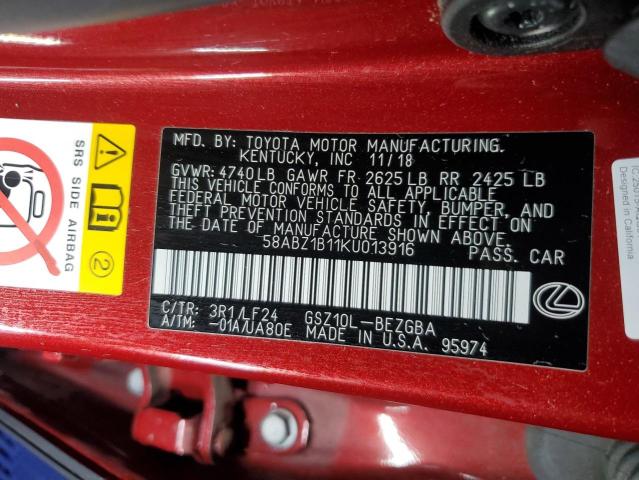 MFD. BY: TOYOTA MOTOR MANUFACTURING.
KENTUCKY, INC 11/18
GVWR: 4740LB GAWR FR 2625LB RR 2425 LB
THIS VEHICLE CONFORMS TO ALL APPLICABLE
FEDERAL MOTOR VEHICLE SAFETY, BUMPER, AND
THEFT PREVENTION STANDARDS IN EFFECT ON
THE DATE OF MANUFACTURE SHOWN ABOVE.
58ABZ1B11KU013916 PASS. CAR
C/TR: 3R1/LF24 GSZ10L-BEZGBA
A/TM: -01A/UA80E MADE IN U.S.A. 95974
SRS SIDE AIRBAG
2
Designed in California